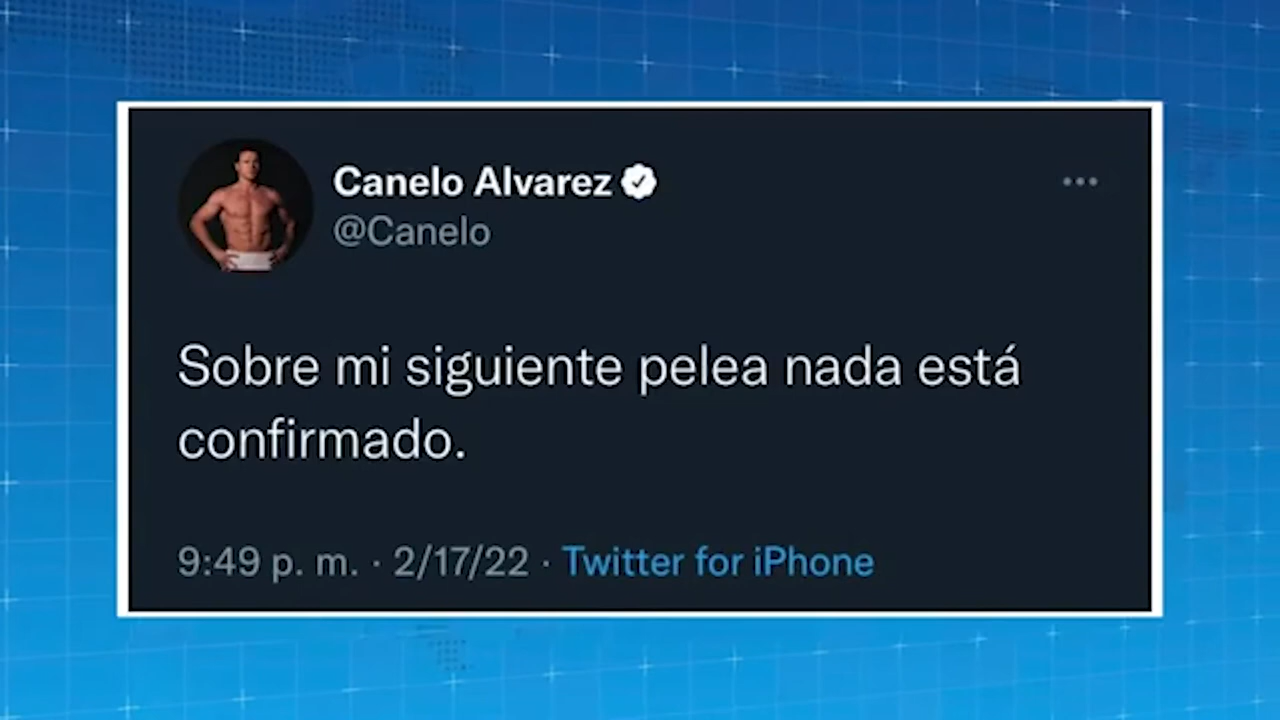 Canelo Alvarez
@Canelo
Sobre mi siguiente pelea nada está
confirmado.
9:49 p. m. · 2/17/22 · Twitter for iPhone